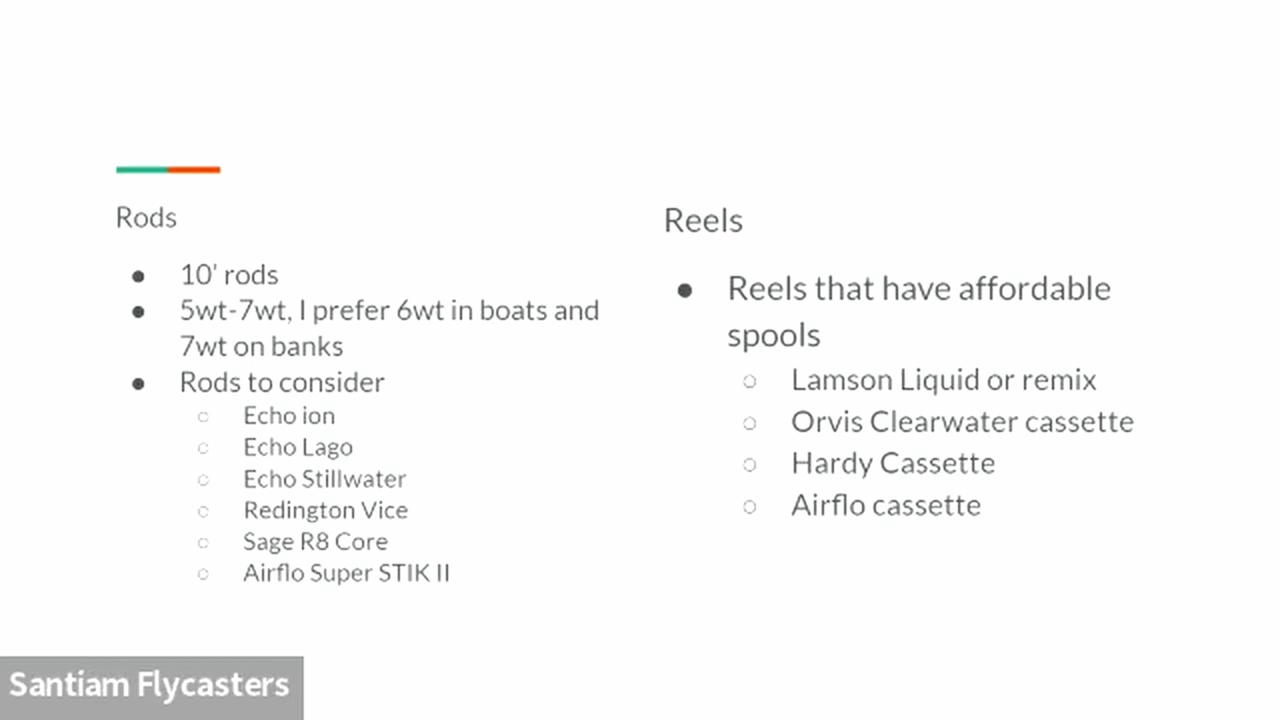 Rods
● 10' rods
● 5wt-7wt, I prefer 6wt in boats and
7wt on banks
● Rods to consider
○ Echo ion
○ Echo Lago
○ Echo Stillwater
○ Redington Vice
○ Sage R8 Core
○ Airflo Super STIK II
Reels
● Reels that have affordable
spools
○ Lamson Liquid or remix
○ Orvis Clearwater cassette
○ Hardy Cassette
○ Airflo cassette
Santiam Flycasters